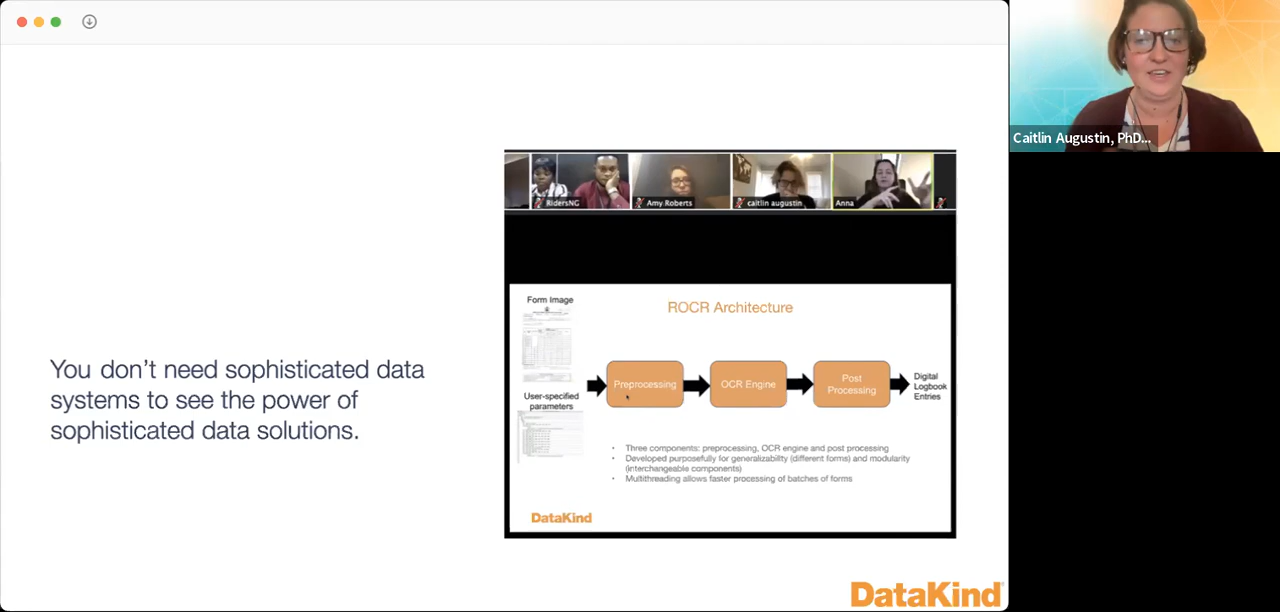 Caitlin Augustin, PhD...
RidersNG
Amy Roberts
caitlin augustin
Anna
Form Image
ROCR Architecture
User-specified
parameters
Preprocessing
OCR Engine
Post
Processing
Digital
Logbook
Entries
Three components: preprocessing, OCR engine and post processing
Developed purposefully for generalizability (different forms) and modularity
(interchangeable components)
Multithreading allows faster processing of batches of forms
DataKind
You don't need sophisticated data
systems to see the power of
sophisticated data solutions.
DataKind